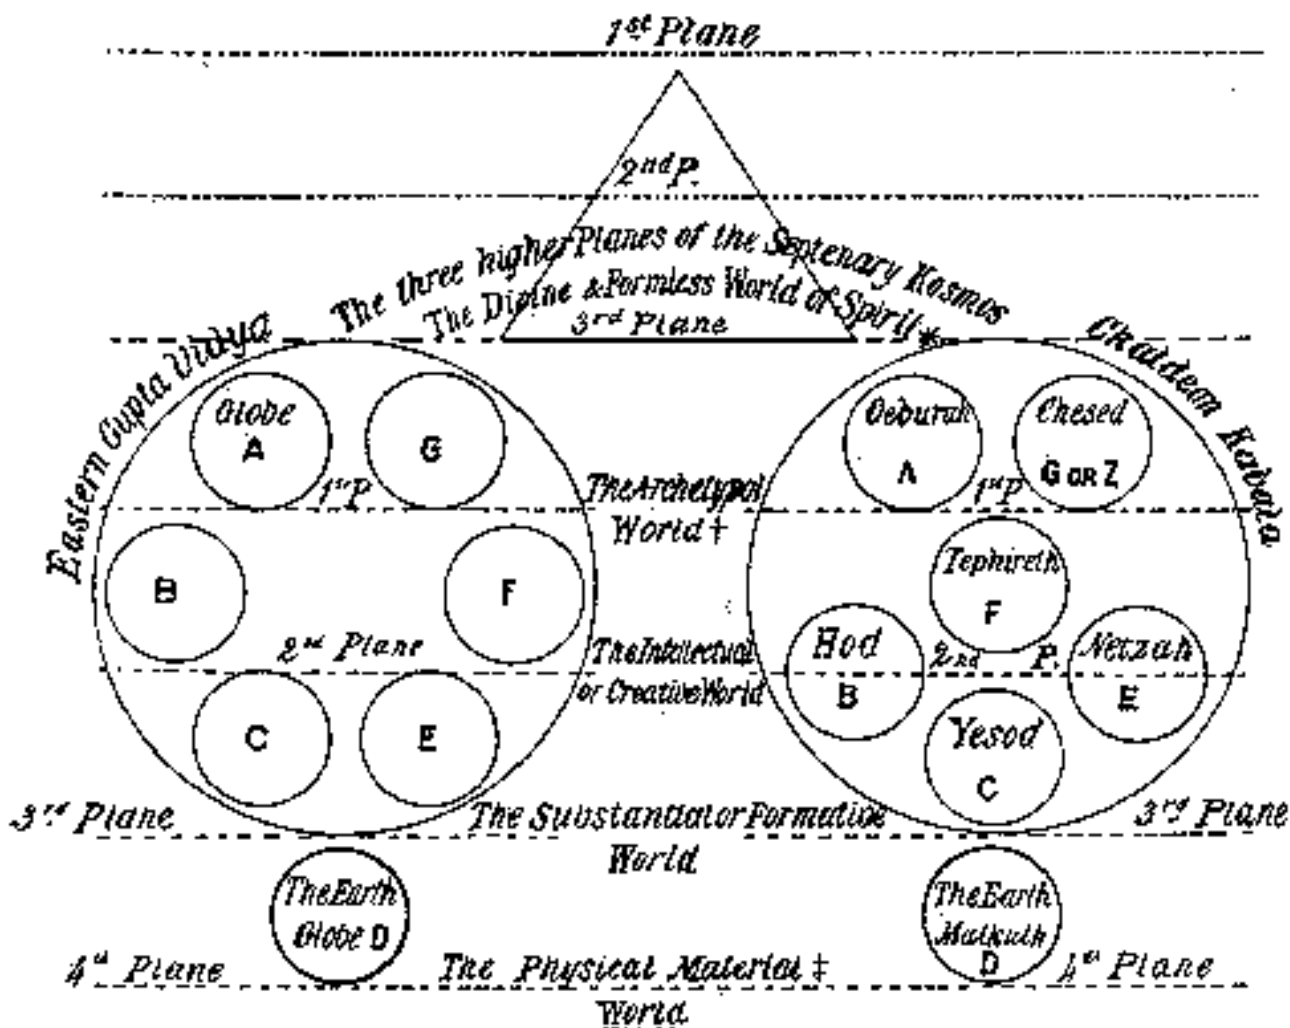 1st Plane
2nd P.
The three higher Planes of the Septenary Kosmos
The Divine & Formless World of Spirit *
3rd Plane
Eastern Gupta Vidya
Chaldean Kabala
Globe
A
G
1st P.
B
F
2nd Plane
C
E
The Archetypal
World †
The Intellectual
or Creative World
Geburah
A
Chesed
G OR Z
1st P
Tephireth
F
Hod
B
2nd P.
Netzah
E
Yesod
C
3rd Plane
The Substantial or Formative
World
3rd Plane
The Earth
Globe D
The Earth
Malkuth
D
4th Plane
The Physical Material ‡
World
4th Plane